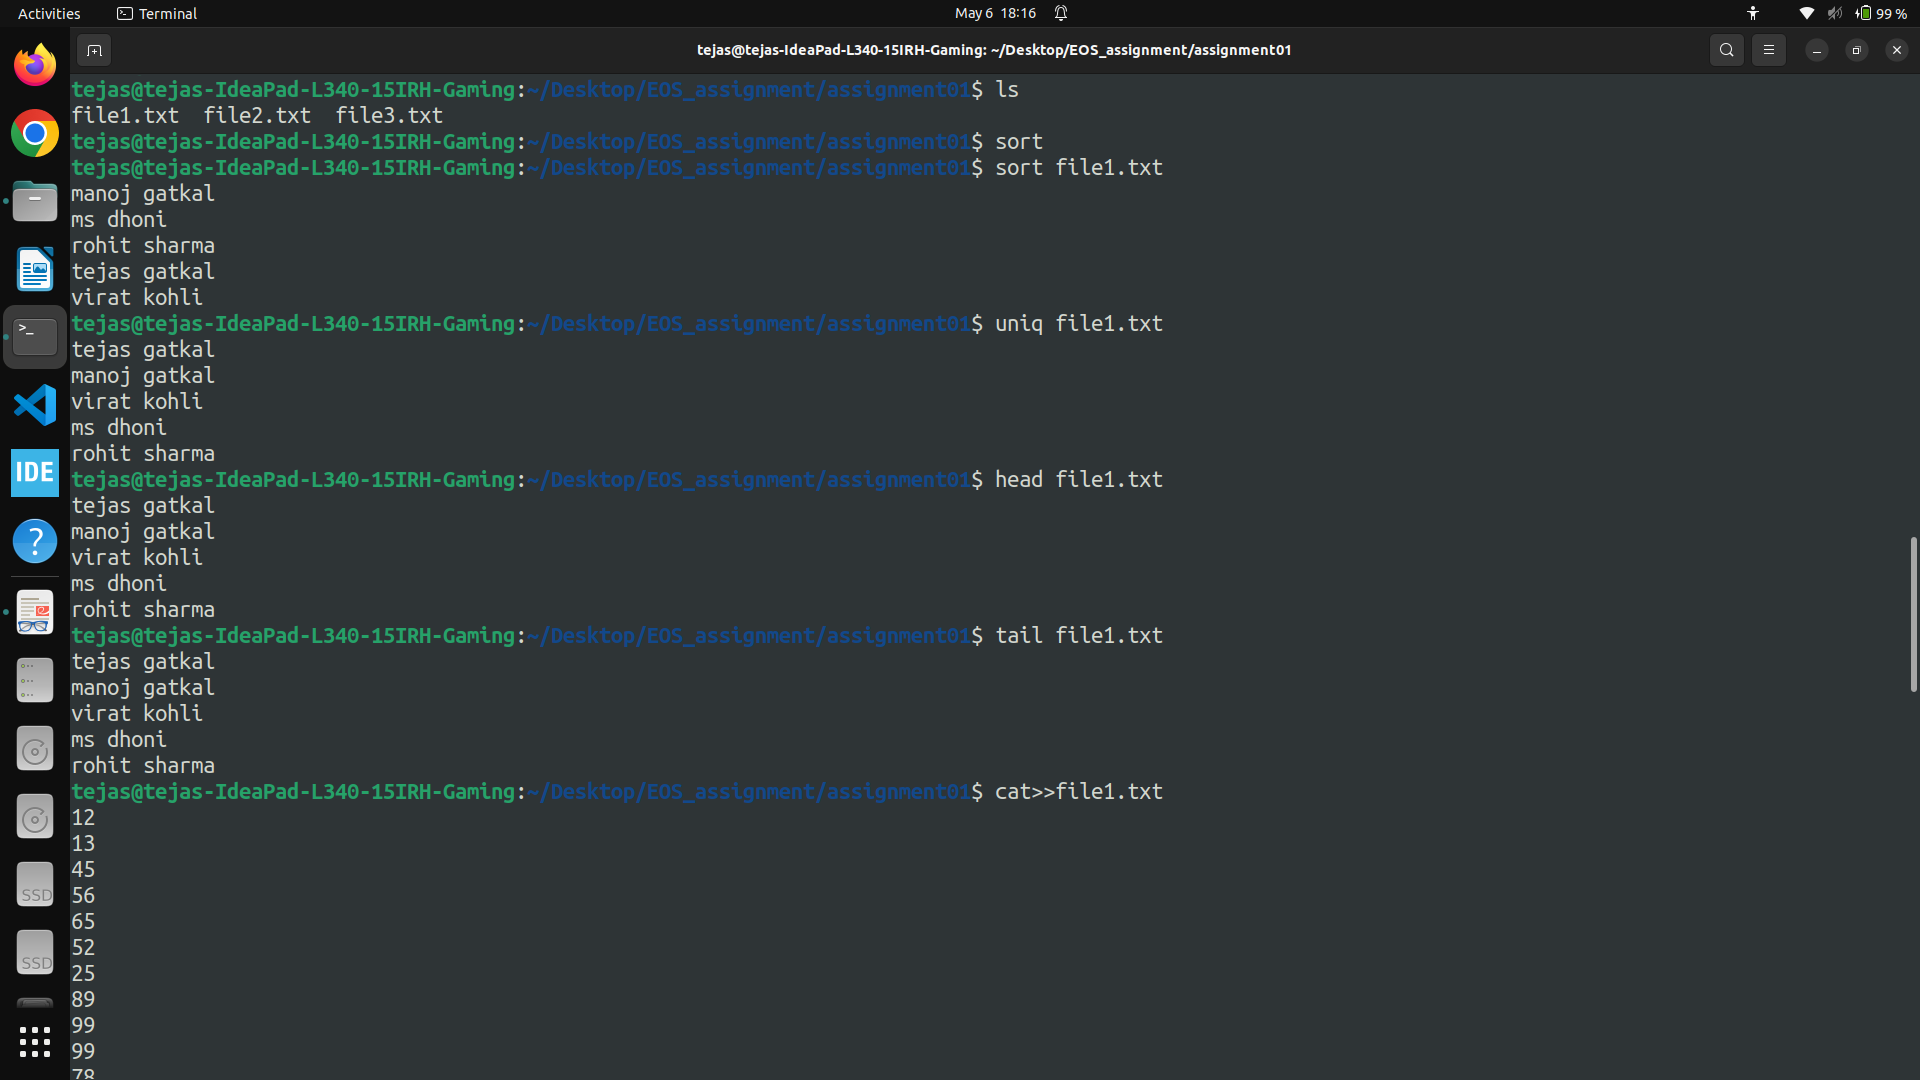 Activities Terminal May 6 18:16 99 %
tejas@tejas-IdeaPad-L340-15IRH-Gaming: ~/Desktop/EOS_assignment/assignment01
tejas@tejas-IdeaPad-L340-15IRH-Gaming:~/Desktop/EOS_assignment/assignment01$ ls
file1.txt file2.txt file3.txt
tejas@tejas-IdeaPad-L340-15IRH-Gaming:~/Desktop/EOS_assignment/assignment01$ sort
tejas@tejas-IdeaPad-L340-15IRH-Gaming:~/Desktop/EOS_assignment/assignment01$ sort file1.txt
manoj gatkal
ms dhoni
rohit sharma
tejas gatkal
virat kohli
tejas@tejas-IdeaPad-L340-15IRH-Gaming:~/Desktop/EOS_assignment/assignment01$ uniq file1.txt
tejas gatkal
manoj gatkal
virat kohli
ms dhoni
rohit sharma
tejas@tejas-IdeaPad-L340-15IRH-Gaming:~/Desktop/EOS_assignment/assignment01$ head file1.txt
tejas gatkal
manoj gatkal
virat kohli
ms dhoni
rohit sharma
tejas@tejas-IdeaPad-L340-15IRH-Gaming:~/Desktop/EOS_assignment/assignment01$ tail file1.txt
tejas gatkal
manoj gatkal
virat kohli
ms dhoni
rohit sharma
tejas@tejas-IdeaPad-L340-15IRH-Gaming:~/Desktop/EOS_assignment/assignment01$ cat>>file1.txt
12
13
45
56
65
52
25
89
99
99
78
>_
IDE
?
SSD
SSD